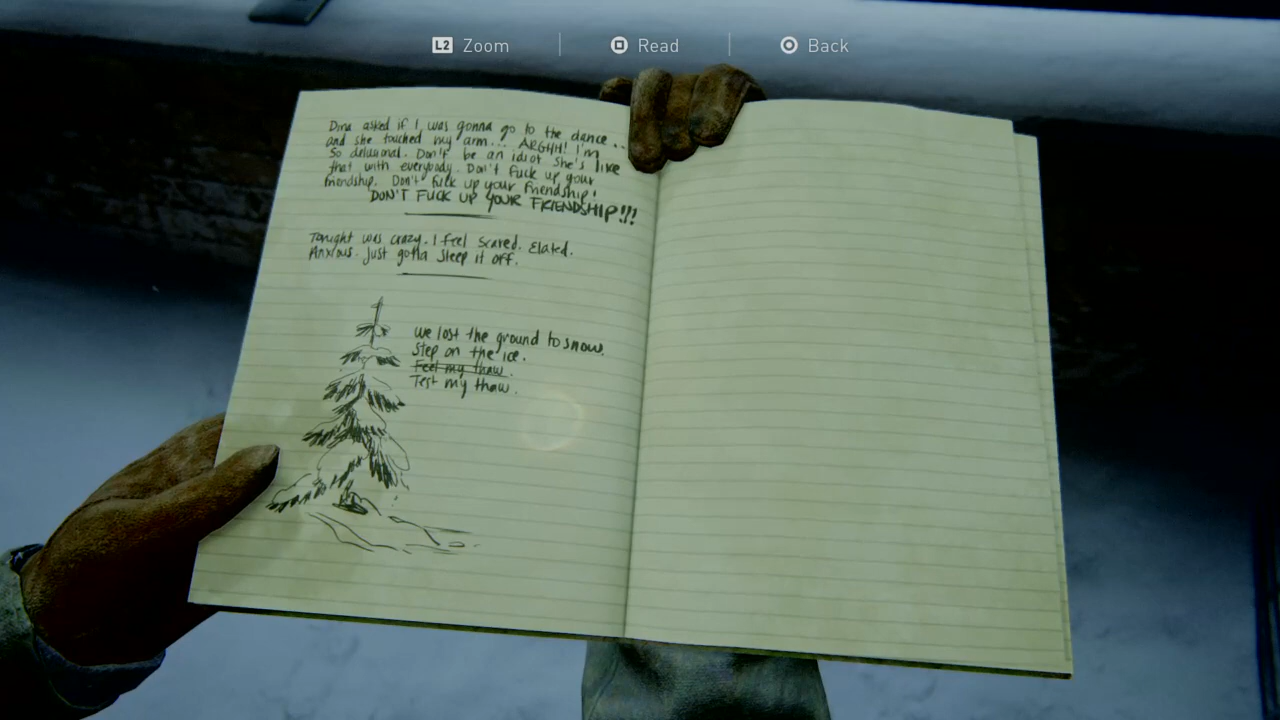 L2 Zoom
Read
Back
Dina asked if I was gonna go to the dance..
and she touched my arm... ARGHH! I'm
so delusional. Don't be an idiot she's like
that with everybody. Don't fuck up your
friendship. Don't fuck up your friendship!
DON'T FUCK UP YOUR FRIENDSHIP!!!
Tonight was crazy. I feel scared. Elated.
Anxious. Just gotta sleep it off.
We lost the ground to snow.
Step on the ice.
Feel my thaw.
Test my thaw.